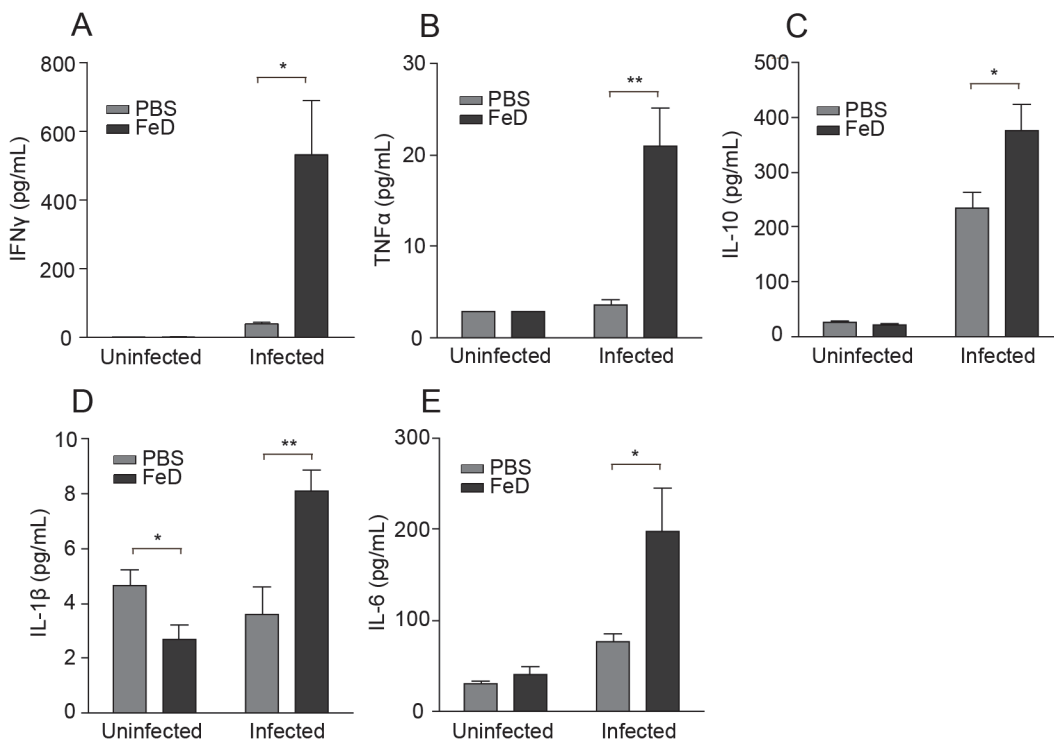 A
IFNγ (pg/mL)
800
600
400
200
0
PBS
FeD
*
Uninfected
Infected
B
TNFα (pg/mL)
30
20
10
0
PBS
FeD
**
Uninfected
Infected
C
IL-10 (pg/mL)
500
400
300
200
100
0
PBS
FeD
*
Uninfected
Infected
D
IL-1β (pg/mL)
10
8
6
4
2
0
PBS
FeD
*
**
Uninfected
Infected
E
IL-6 (pg/mL)
300
200
100
0
PBS
FeD
*
Uninfected
Infected